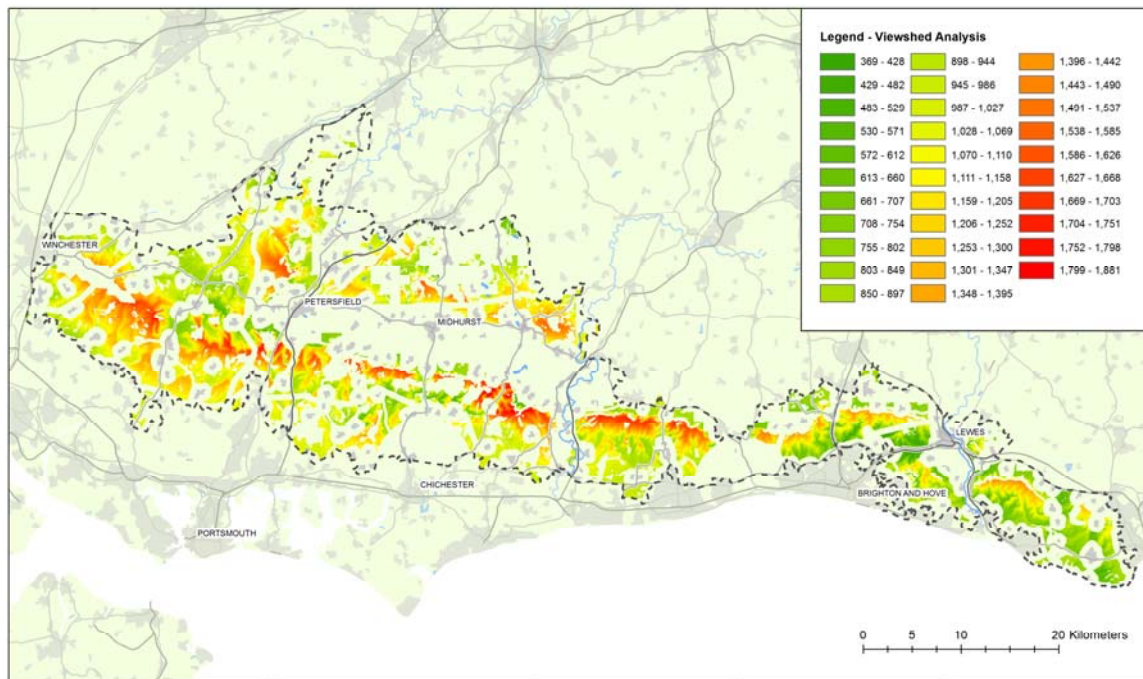 Legend - Viewshed Analysis
369 - 428
429 - 482
483 - 529
530 - 571
572 - 612
613 - 660
661 - 707
708 - 754
755 - 802
803 - 849
850 - 897
898 - 944
945 - 986
987 - 1,027
1,028 - 1,069
1,070 - 1,110
1,111 - 1,158
1,159 - 1,205
1,206 - 1,252
1,253 - 1,300
1,301 - 1,347
1,348 - 1,395
1,396 - 1,442
1,443 - 1,490
1,491 - 1,537
1,538 - 1,585
1,586 - 1,626
1,627 - 1,668
1,669 - 1,703
1,704 - 1,751
1,752 - 1,798
1,799 - 1,881
WINCHESTER
PETERSFIELD
MIDHURST
LEWES
CHICHESTER
BRIGHTON AND HOVE
PORTSMOUTH
0 5 10 20 Kilometers